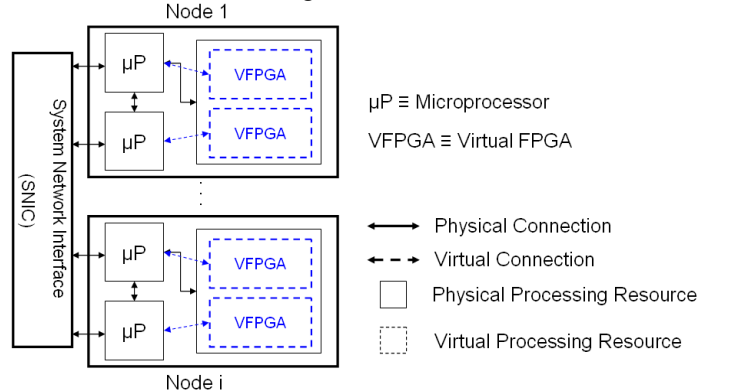 Node 1
μP
VFPGA
μP
VFPGA
System Network Interface
(SNIC)
μP
VFPGA
μP
VFPGA
Node i
μP ≡ Microprocessor
VFPGA ≡ Virtual FPGA
Physical Connection
Virtual Connection
Physical Processing Resource
Virtual Processing Resource